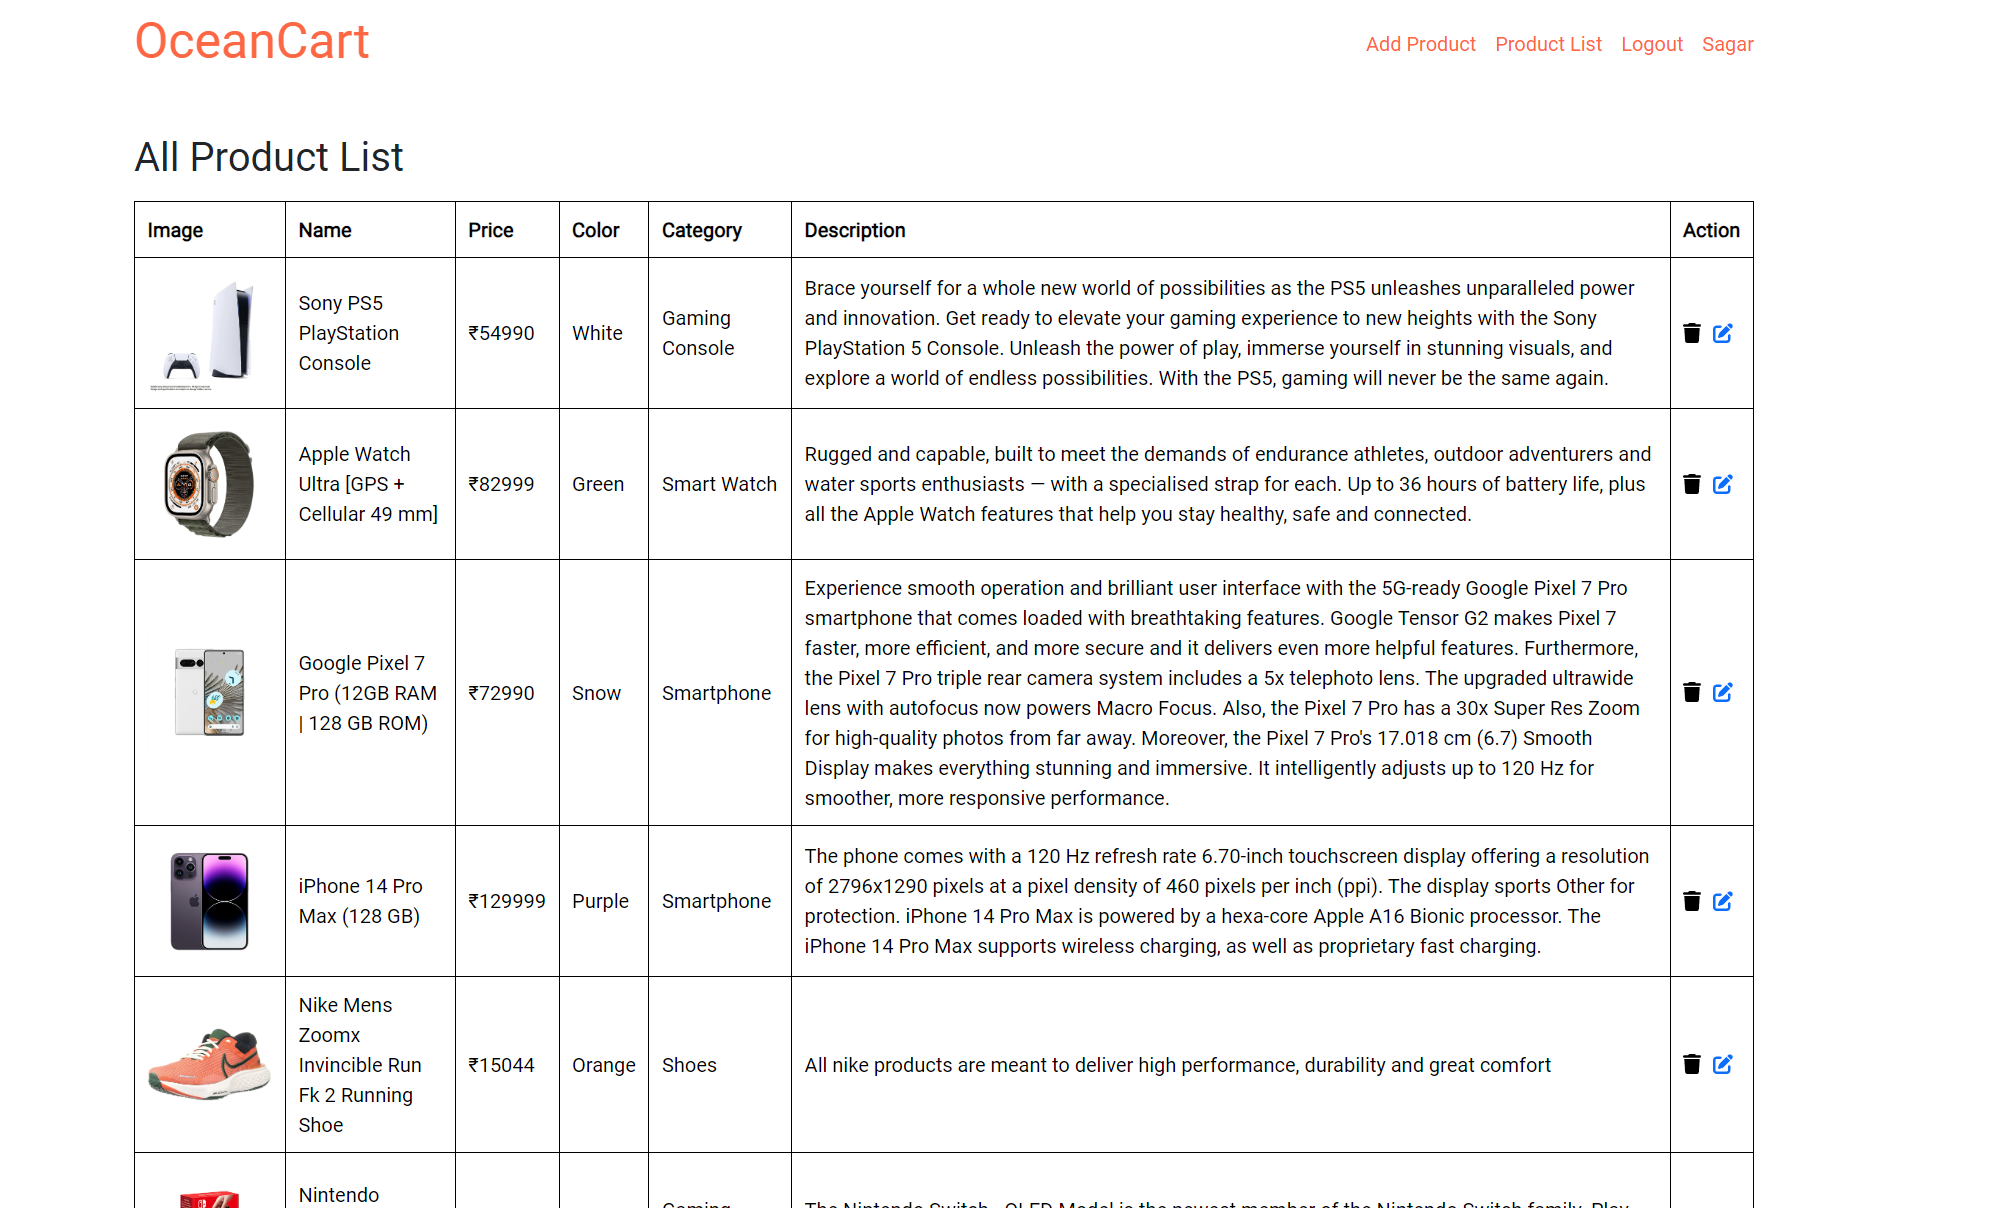 OceanCart
Add Product Product List Logout Sagar
All Product List
Image Name Price Color Category Description Action
Sony PS5
PlayStation
Console
₹54990
White
Gaming
Console
Brace yourself for a whole new world of possibilities as the PS5 unleashes unparalleled power
and innovation. Get ready to elevate your gaming experience to new heights with the Sony
PlayStation 5 Console. Unleash the power of play, immerse yourself in stunning visuals, and
explore a world of endless possibilities. With the PS5, gaming will never be the same again.
Apple Watch
Ultra [GPS +
Cellular 49 mm]
₹82999
Green
Smart Watch
Rugged and capable, built to meet the demands of endurance athletes, outdoor adventurers and
water sports enthusiasts — with a specialised strap for each. Up to 36 hours of battery life, plus
all the Apple Watch features that help you stay healthy, safe and connected.
Google Pixel 7
Pro (12GB RAM
| 128 GB ROM)
₹72990
Snow
Smartphone
Experience smooth operation and brilliant user interface with the 5G-ready Google Pixel 7 Pro
smartphone that comes loaded with breathtaking features. Google Tensor G2 makes Pixel 7
faster, more efficient, and more secure and it delivers even more helpful features. Furthermore,
the Pixel 7 Pro triple rear camera system includes a 5x telephoto lens. The upgraded ultrawide
lens with autofocus now powers Macro Focus. Also, the Pixel 7 Pro has a 30x Super Res Zoom
for high-quality photos from far away. Moreover, the Pixel 7 Pro's 17.018 cm (6.7) Smooth
Display makes everything stunning and immersive. It intelligently adjusts up to 120 Hz for
smoother, more responsive performance.
iPhone 14 Pro
Max (128 GB)
₹129999
Purple
Smartphone
The phone comes with a 120 Hz refresh rate 6.70-inch touchscreen display offering a resolution
of 2796x1290 pixels at a pixel density of 460 pixels per inch (ppi). The display sports Other for
protection. iPhone 14 Pro Max is powered by a hexa-core Apple A16 Bionic processor. The
iPhone 14 Pro Max supports wireless charging, as well as proprietary fast charging.
Nike Mens
Zoomx
Invincible Run
Fk 2 Running
Shoe
₹15044
Orange
Shoes
All nike products are meant to deliver high performance, durability and great comfort
Nintendo
Gaming
The Nintendo Switch - OLED Model is the newest member of the Nintendo Switch family. Play